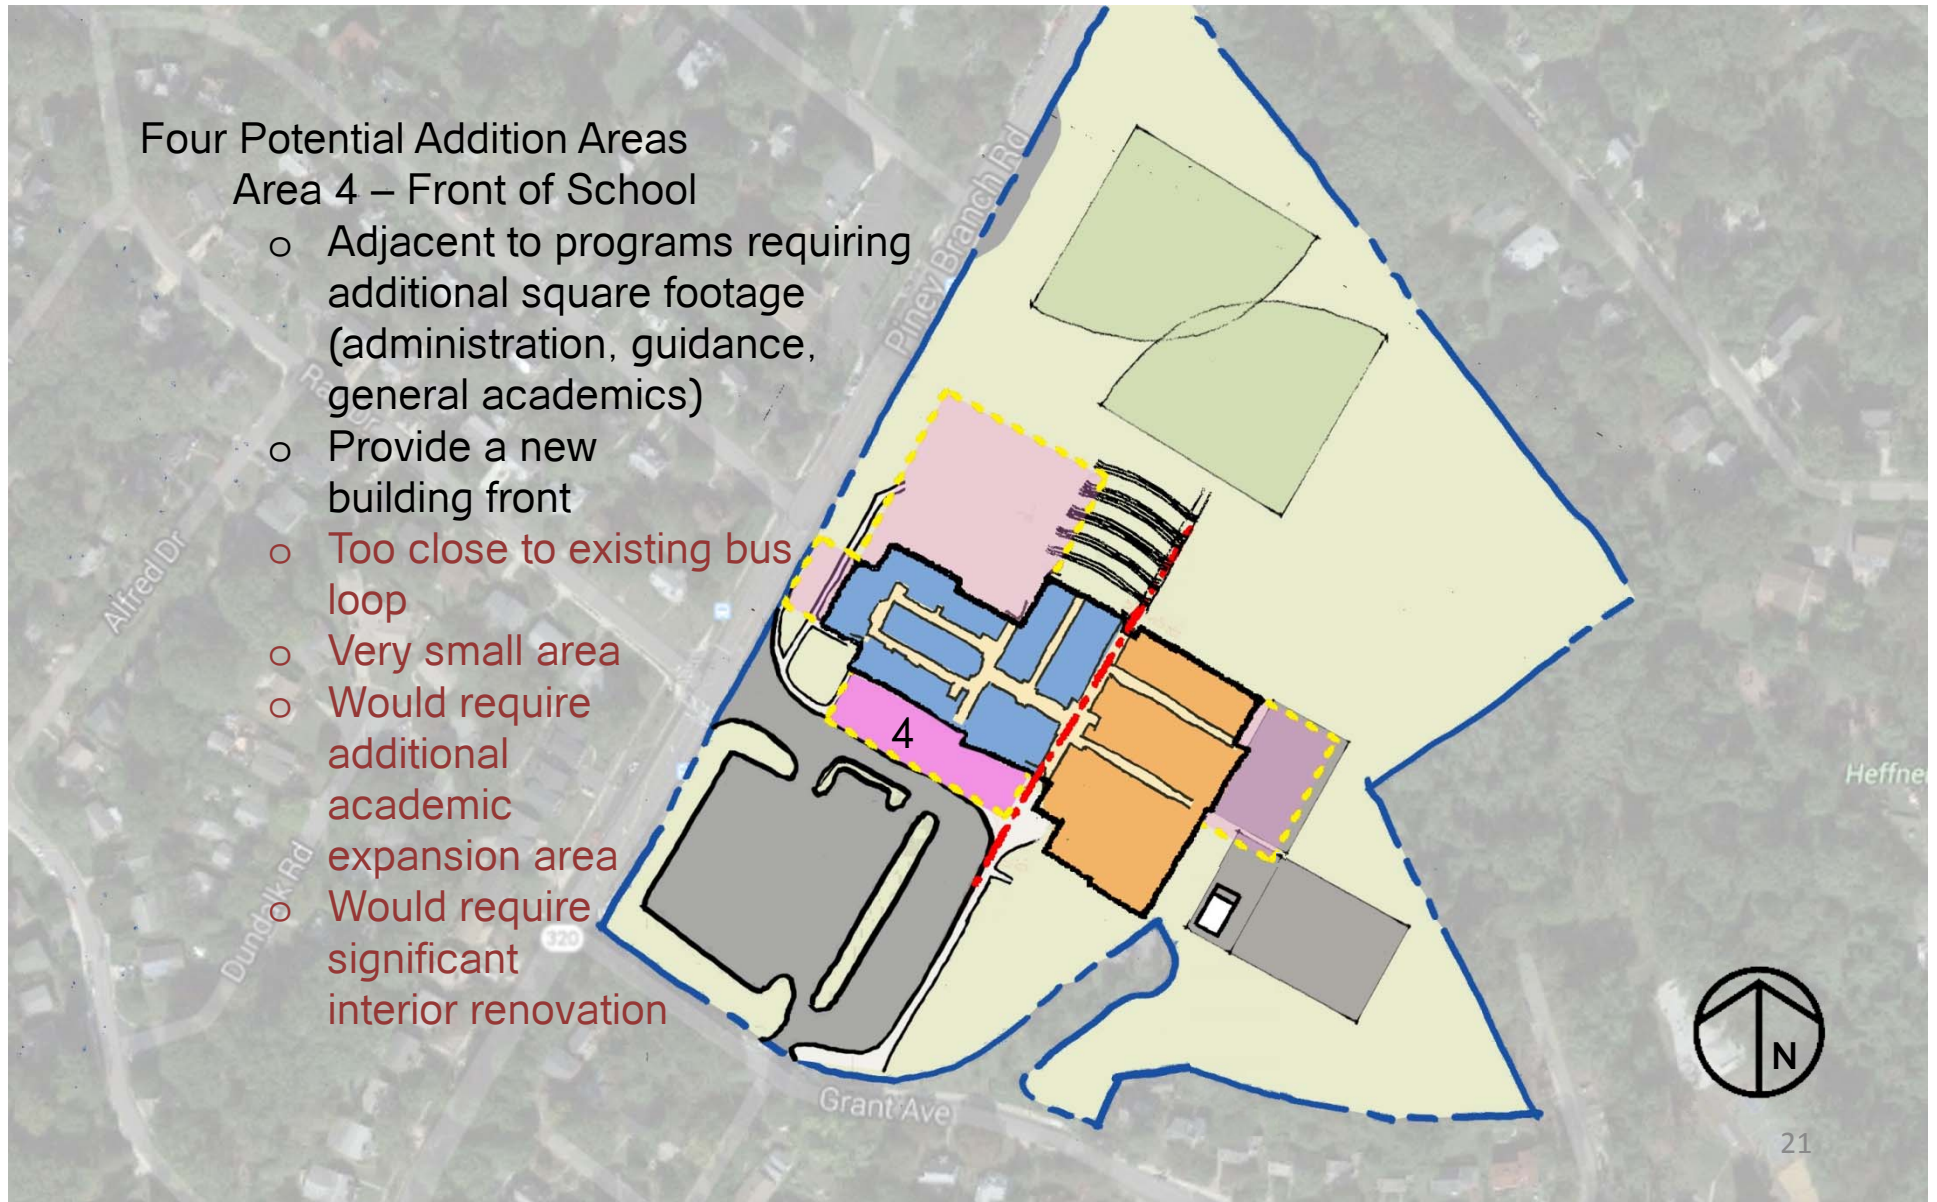 Four Potential Addition Areas
Area 4 – Front of School
o Adjacent to programs requiring
additional square footage
(administration, guidance,
general academics)
o Provide a new
building front
o Too close to existing bus
loop
o Very small area
o Would require
additional
academic
expansion area
o Would require
significant
interior renovation
Piney Branch Rd
Alfred Dr
Dundalk Rd
320
Grant Ave
Heffne
4
N
21